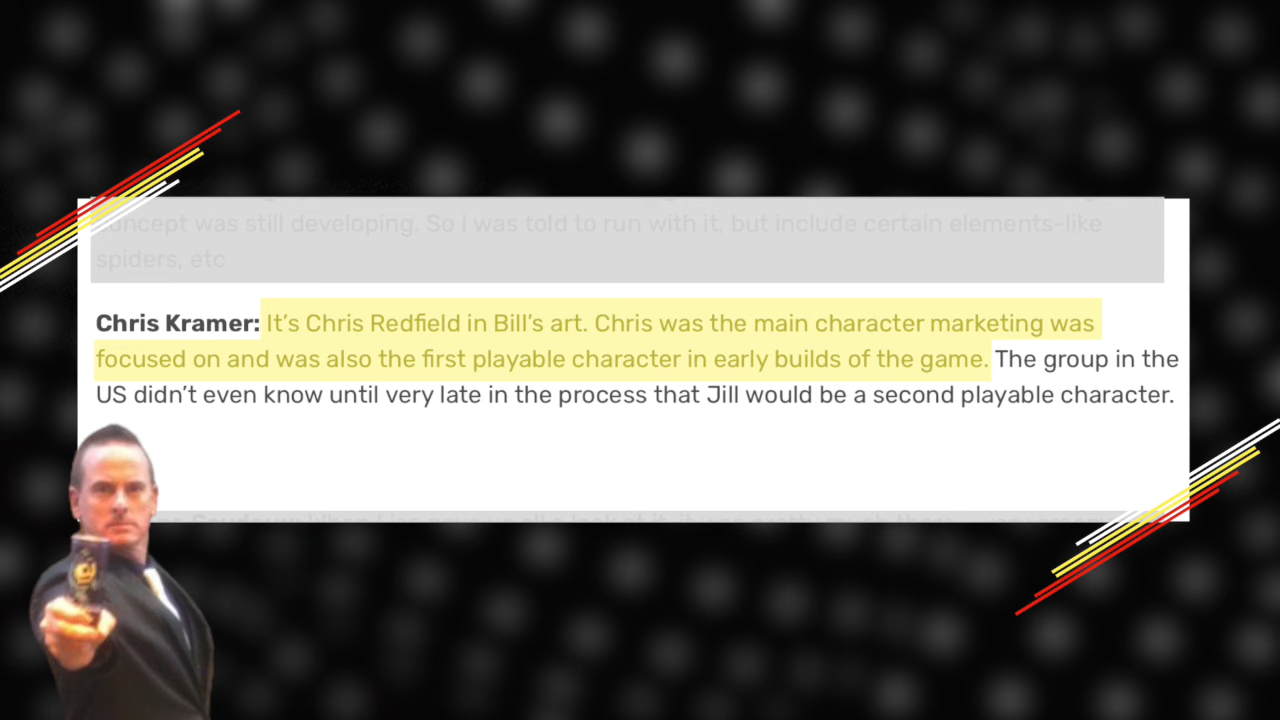 concept was still developing. So I was told to run with it, but include certain elements–like
spiders, etc
Chris Kramer: It’s Chris Redfield in Bill’s art. Chris was the main character marketing was
focused on and was also the first playable character in early builds of the game. The group in the
US didn’t even know until very late in the process that Jill would be a second playable character.